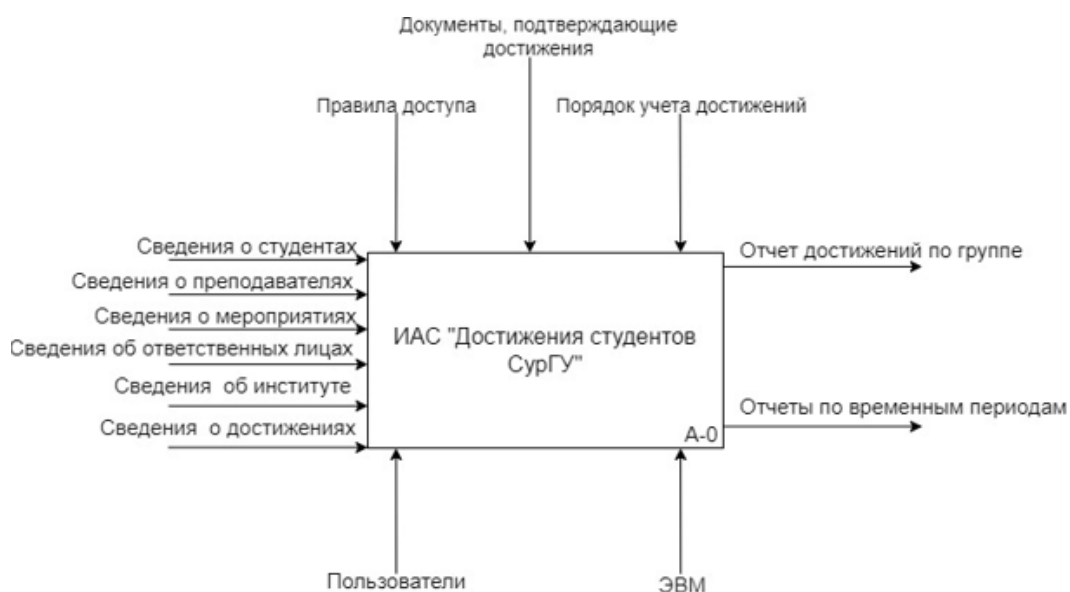 Документы, подтверждающие
достижения
Правила доступа
Порядок учета достижений
Сведения о студентах
Сведения о преподавателях
Сведения о мероприятиях
Сведения об ответственных лицах
Сведения об институте
Сведения о достижениях
ИАС "Достижения студентов
СурГУ"
А-0
Отчет достижений по группе
Отчеты по временным периодам
Пользователи
ЭВМ